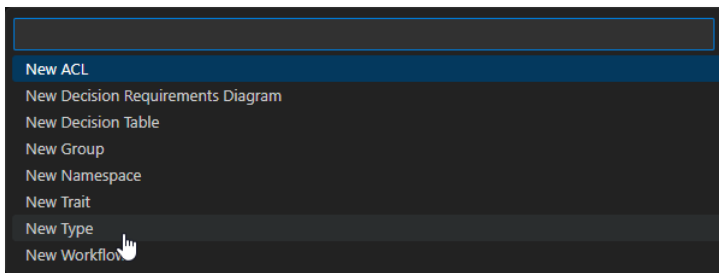 New ACL
New Decision Requirements Diagram
New Decision Table
New Group
New Namespace
New Trait
New Type
New Workflow